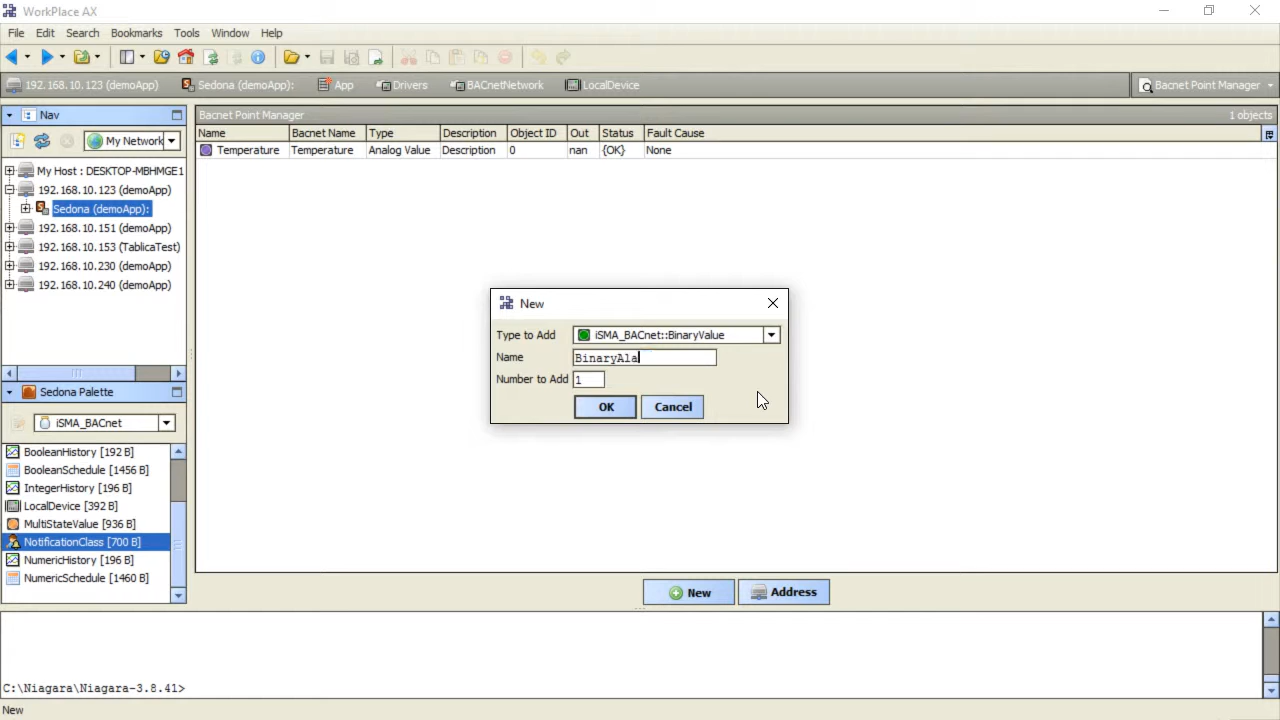 WorkPlace AX
File Edit Search Bookmarks Tools Window Help
192.168.10.123 (demoApp) Sedona (demoApp): App Drivers BACnetNetwork LocalDevice Bacnet Point Manager
Nav
My Network
My Host : DESKTOP-MBHMGE1
192.168.10.123 (demoApp)
Sedona (demoApp):
192.168.10.151 (demoApp)
192.168.10.153 (TablicaTest)
192.168.10.230 (demoApp)
192.168.10.240 (demoApp)
Sedona Palette
iSMA_BACnet
BooleanHistory [192 B]
BooleanSchedule [1456 B]
IntegerHistory [196 B]
LocalDevice [392 B]
MultiStateValue [936 B]
NotificationClass [700 B]
NumericHistory [196 B]
NumericSchedule [1460 B]
Bacnet Point Manager 1 objects
Name Bacnet Name Type Description Object ID Out Status Fault Cause
Temperature Temperature Analog Value Description 0 nan {OK} None
New
Type to Add iSMA_BACnet::BinaryValue
Name BinaryAla
Number to Add 1
OK Cancel
New Address
C:\Niagara\Niagara-3.8.41>
New